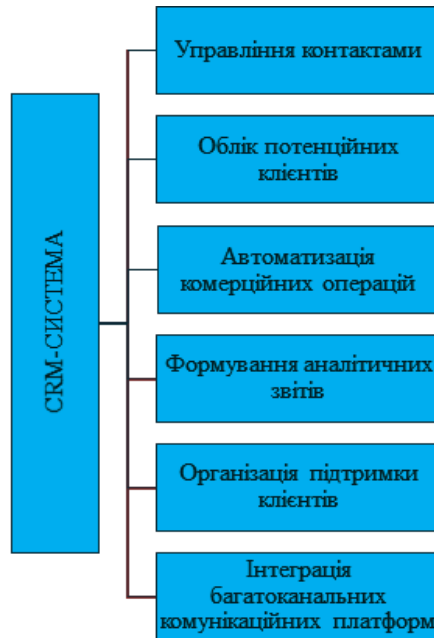 CRM-СИСТЕМА
Управління контактами
Облік потенційних
клієнтів
Автоматизація
комерційних операцій
Формування аналітичних
звітів
Організація підтримки
клієнтів
Інтеграція
багатоканальних
комунікаційних платформ